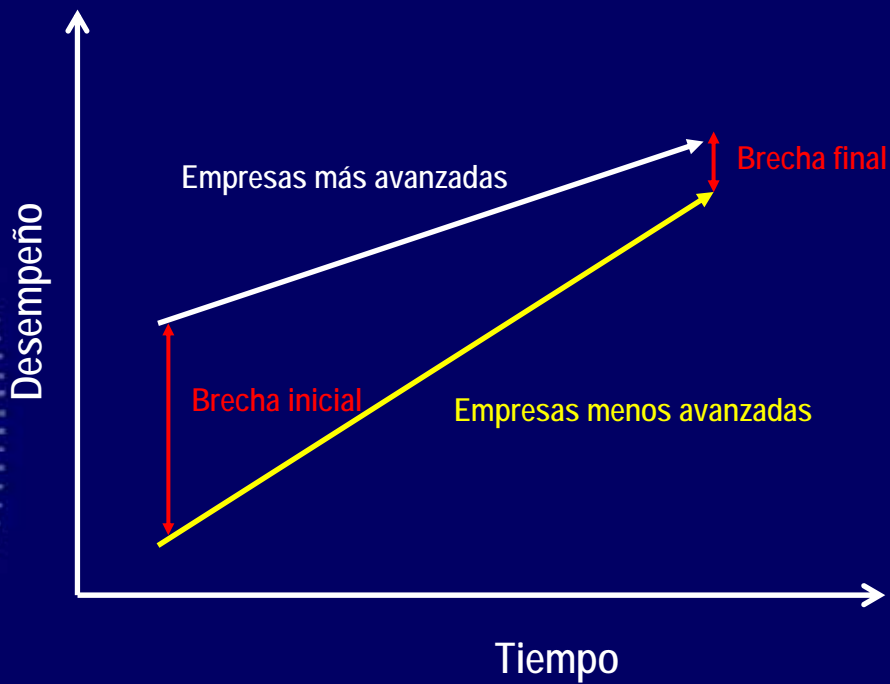 Empresas más avanzadas
Brecha final
Desempeño
Brecha inicial
Empresas menos avanzadas
Tiempo